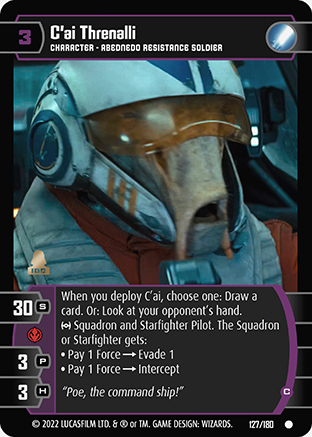 3
C'ai Threnalli
CHARACTER - ABEDNEDO RESISTANCE SOLDIER
30 S
3 P
3 H
When you deploy C'ai, choose one: Draw a
card. Or: Look at your opponent's hand.
Squadron and Starfighter Pilot. The Squadron
or Starfighter gets:
• Pay 1 Force → Evade 1
• Pay 1 Force → Intercept
"Poe, the command ship!"
C
© 2022 LUCASFILM LTD. & ® OR TM. GAME DESIGN: WIZARDS. 127/180